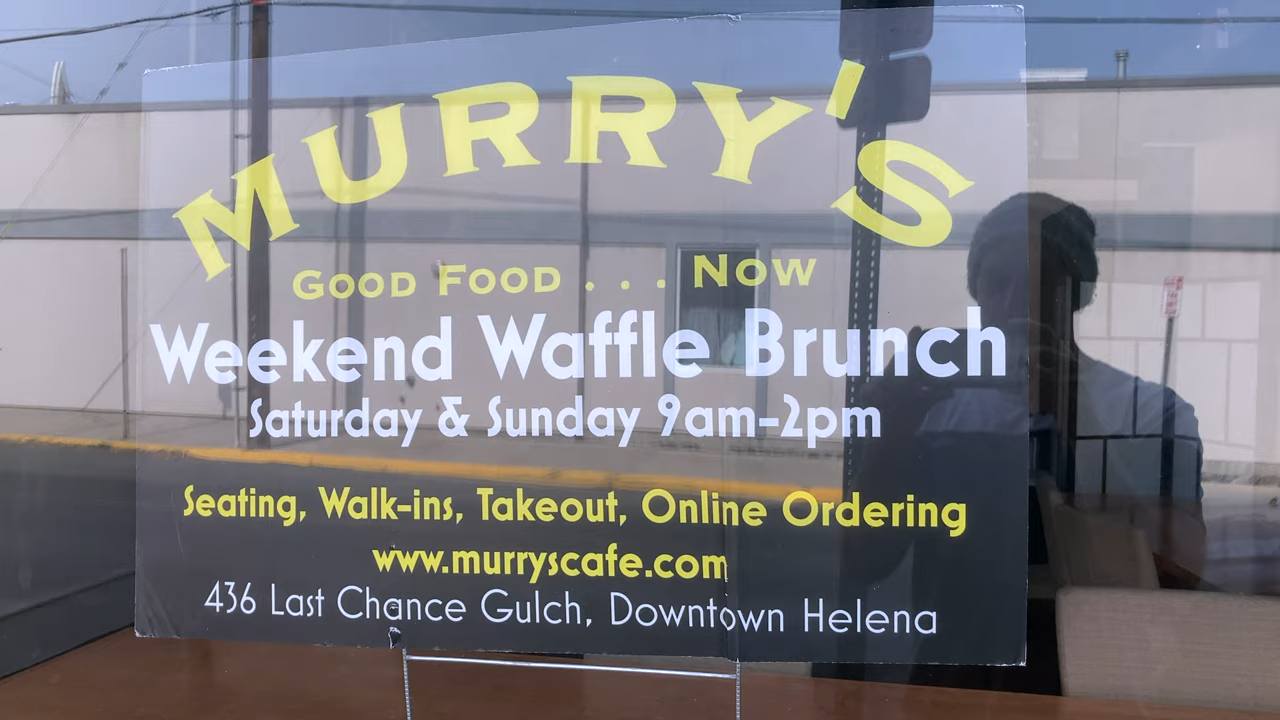 MURRY'S
GOOD FOOD . . . NOW
Weekend Waffle Brunch
Saturday & Sunday 9am-2pm
Seating, Walk-ins, Takeout, Online Ordering
www.murryscafe.com
436 Last Chance Gulch, Downtown Helena